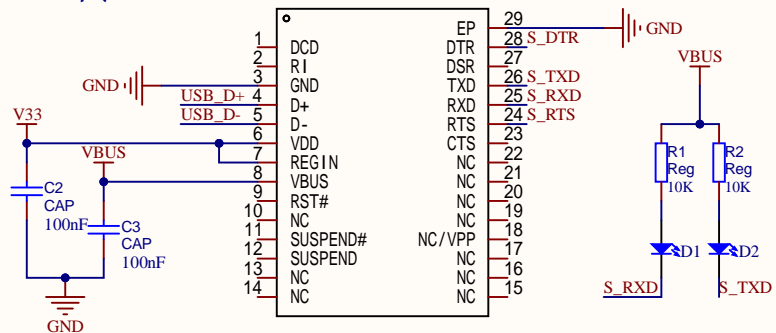 29 EP GND
1 DCD DTR 28 S_DTR
2 RI DSR 27
GND 3 GND TXD 26 S_TXD
USB_D+ 4 D+ RXD 25 S_RXD
USB_D- 5 D- RTS 24 S_RTS
V33 6 VDD CTS 23
7 REGIN NC 22
VBUS 8 VBUS NC 21
9 RST# NC 20
10 NC NC 19
11 SUSPEND# NC/VPP 18
12 SUSPEND NC 17
13 NC NC 16
14 NC NC 15
C2
CAP
100nF
C3
CAP
100nF
GND
VBUS
R1 R2
Reg Reg
10K 10K
D1 D2
S_RXD S_TXD